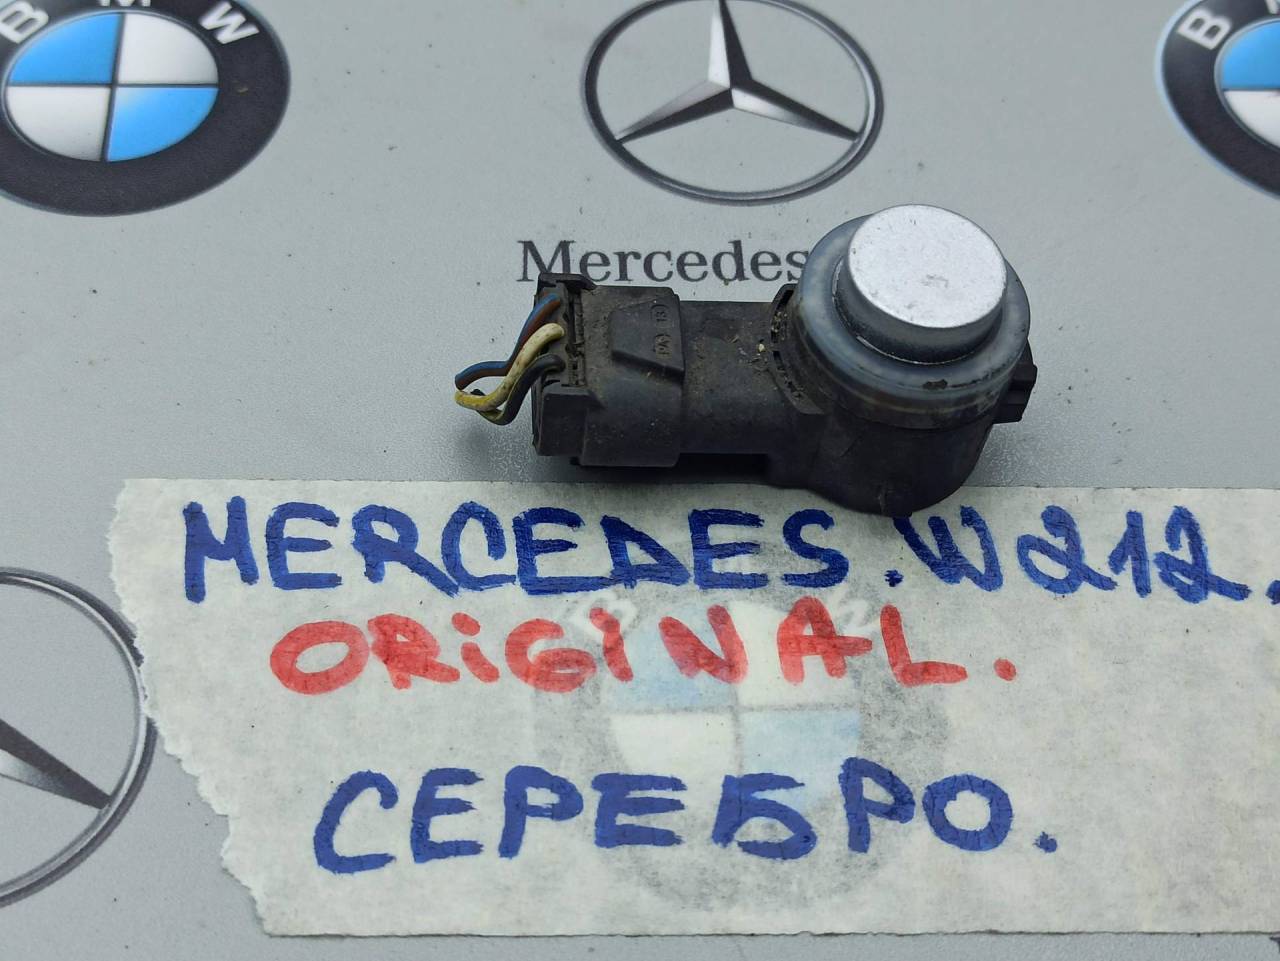 BMW
B
Mercedes
MERCEDES. W212.
ORIGINAL.
СЕРЕБРО.